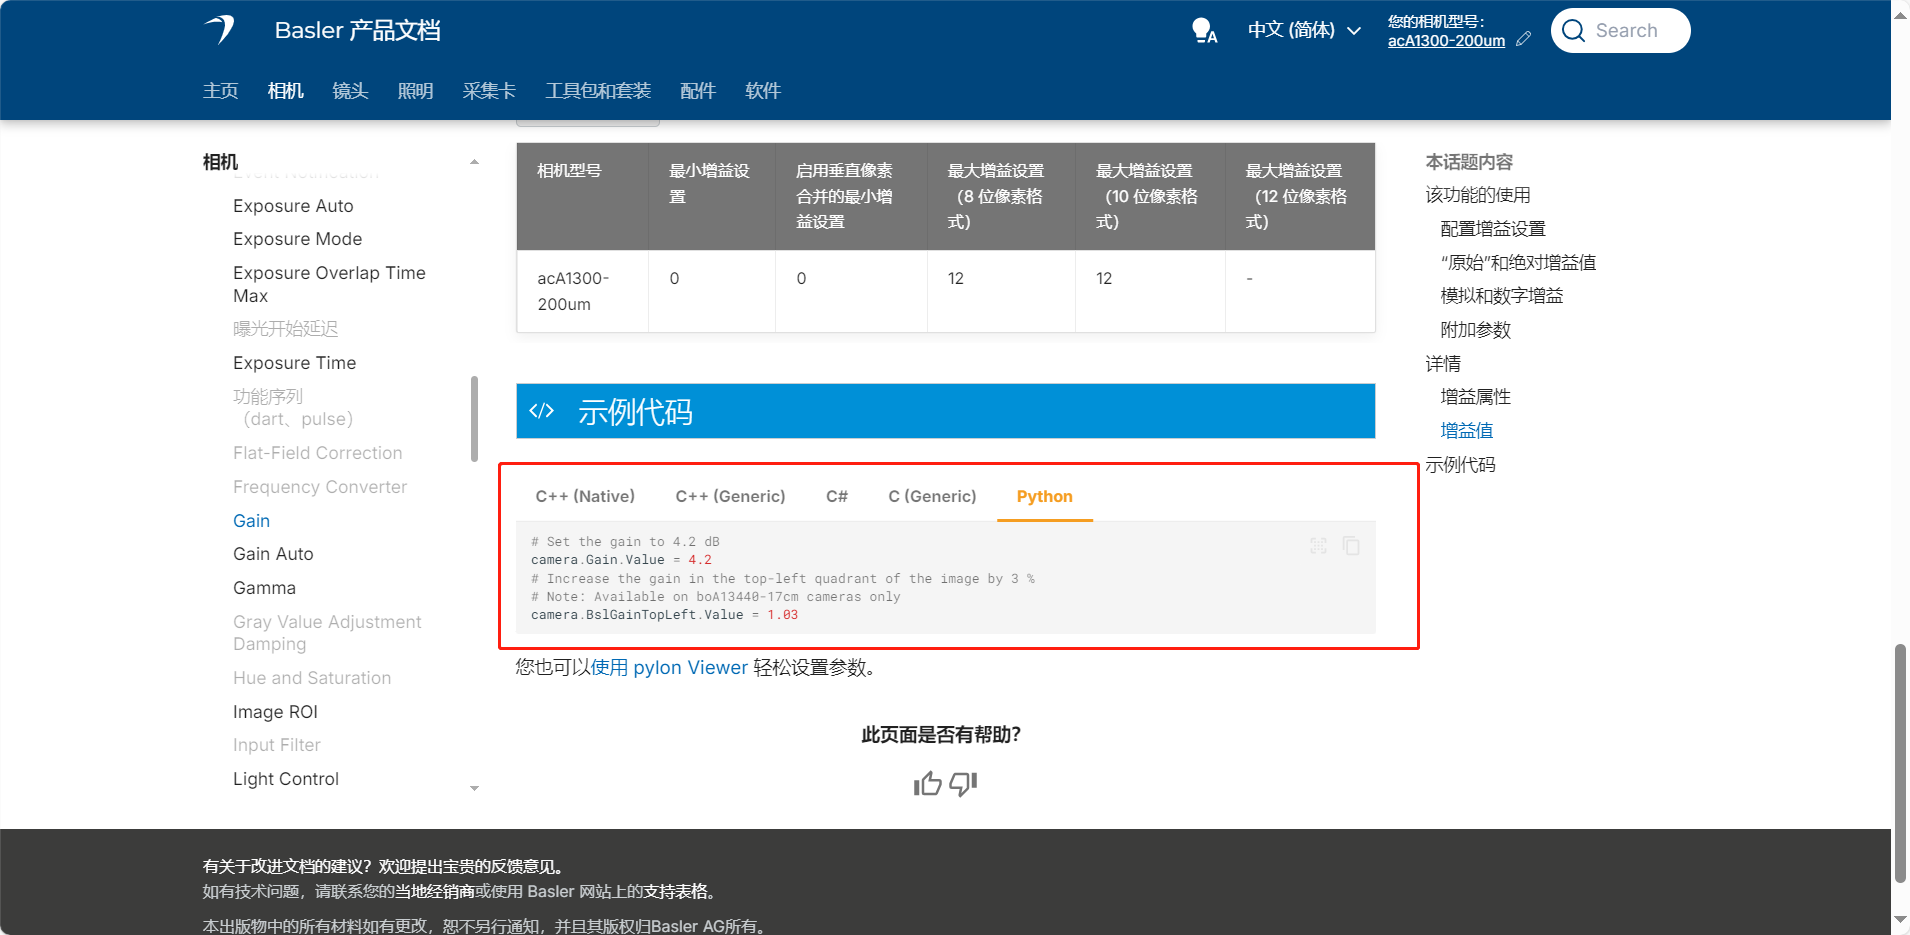 Basler 产品文档
中文 (简体)
您的相机型号:
acA1300-200um
Search
主页 相机 镜头 照明 采集卡 工具包和套装 配件 软件
相机
Event Notification
Exposure Auto
Exposure Mode
Exposure Overlap Time
Max
曝光开始延迟
Exposure Time
功能序列
（dart、pulse）
Flat-Field Correction
Frequency Converter
Gain
Gain Auto
Gamma
Gray Value Adjustment
Damping
Hue and Saturation
Image ROI
Input Filter
Light Control
相机型号
最小增益设
置
启用垂直像素
合并的最小增
益设置
最大增益设置
（8 位像素格
式）
最大增益设置
（10 位像素格
式）
最大增益设置
（12 位像素格
式）
acA1300-
200um
0
0
12
12
-
</> 示例代码
C++ (Native) C++ (Generic) C# C (Generic) Python
# Set the gain to 4.2 dB
camera.Gain.Value = 4.2
# Increase the gain in the top-left quadrant of the image by 3 %
# Note: Available on boA13440-17cm cameras only
camera.BslGainTopLeft.Value = 1.03
您也可以使用 pylon Viewer 轻松设置参数。
此页面是否有帮助？
本话题内容
该功能的使用
配置增益设置
“原始”和绝对增益值
模拟和数字增益
附加参数
详情
增益属性
增益值
示例代码
有关于改进文档的建议？欢迎提出宝贵的反馈意见。
如有技术问题，请联系您的当地经销商或使用 Basler 网站上的支持表格。
本出版物中的所有材料如有更改，恕不另行通知，并且其版权归Basler AG所有。